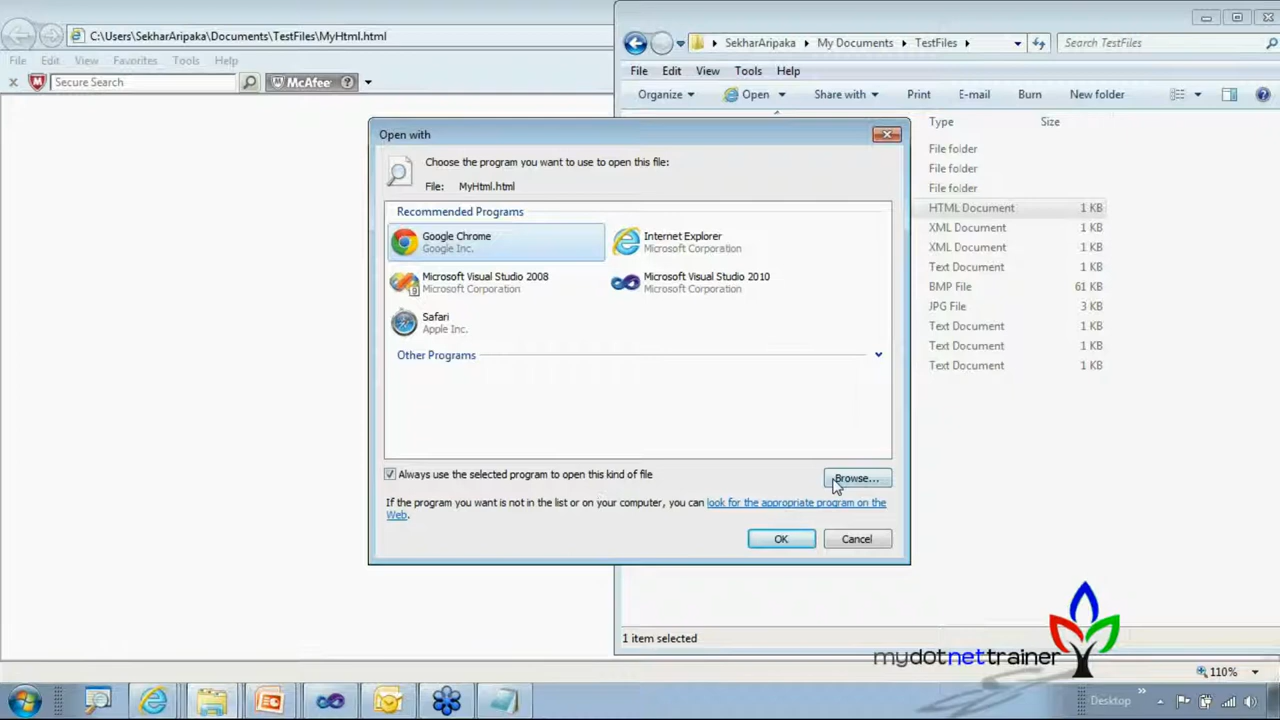 C:\Users\SekharAripaka\Documents\TestFiles\MyHtml.html
File Edit View Favorites Tools Help
Secure Search
McAfee
SekharAripaka My Documents TestFiles
Search TestFiles
File Edit View Tools Help
Organize Open Share with Print E-mail Burn New folder
Type Size
File folder
File folder
File folder
HTML Document 1 KB
XML Document 1 KB
XML Document 1 KB
Text Document 1 KB
BMP File 61 KB
JPG File 3 KB
Text Document 1 KB
Text Document 1 KB
Text Document 1 KB
Open with
Choose the program you want to use to open this file:
File: MyHtml.html
Recommended Programs
Google Chrome
Google Inc.
Internet Explorer
Microsoft Corporation
Microsoft Visual Studio 2008
Microsoft Corporation
Microsoft Visual Studio 2010
Microsoft Corporation
Safari
Apple Inc.
Other Programs
Always use the selected program to open this kind of file
Browse...
If the program you want is not in the list or on your computer, you can look for the appropriate program on the
Web.
OK Cancel
1 item selected
mydotnettrainer
110%
Desktop